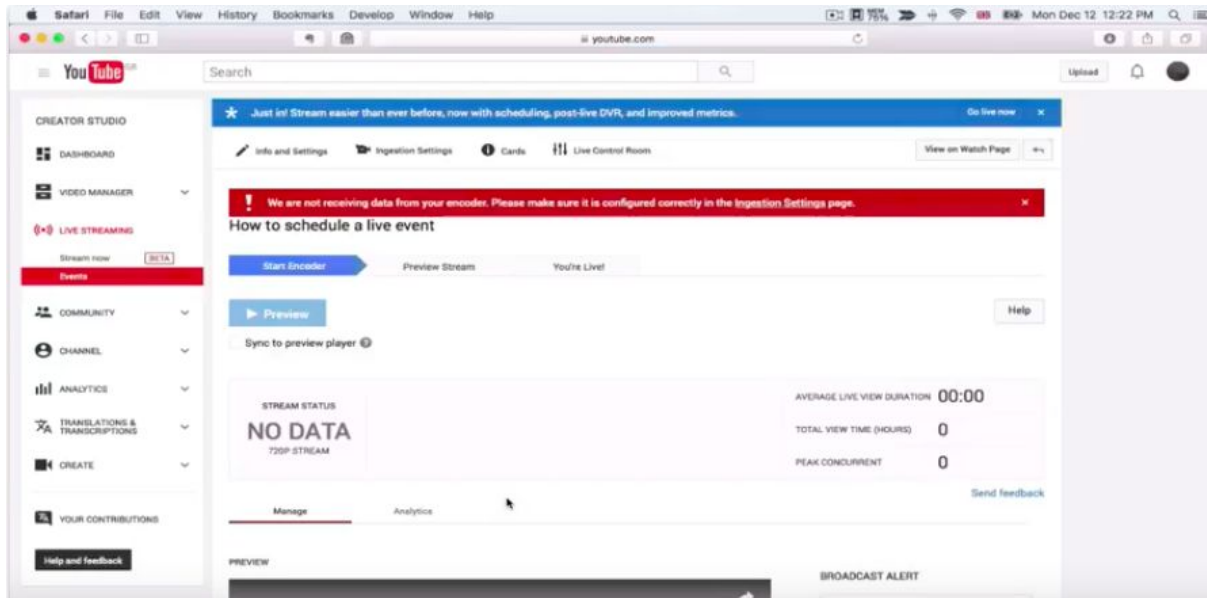 Safari File Edit View History Bookmarks Develop Window Help
76% Mon Dec 12 12:22 PM
youtube.com
YouTube GB
Search
Upload
CREATOR STUDIO
DASHBOARD
VIDEO MANAGER
LIVE STREAMING
Stream now BETA
Events
COMMUNITY
CHANNEL
ANALYTICS
TRANSLATIONS &
TRANSCRIPTIONS
CREATE
YOUR CONTRIBUTIONS
Help and feedback
Just in! Stream easier than ever before, now with scheduling, post-live DVR, and improved metrics. Go live now
Info and Settings Ingestion Settings Cards Live Control Room View on Watch Page
We are not receiving data from your encoder. Please make sure it is configured correctly in the Ingestion Settings page.
How to schedule a live event
Start Encoder Preview Stream You're Live!
Preview Help
Sync to preview player
STREAM STATUS
NO DATA
720P STREAM
AVERAGE LIVE VIEW DURATION 00:00
TOTAL VIEW TIME (HOURS) 0
PEAK CONCURRENT 0
Send feedback
Manage Analytics
PREVIEW
BROADCAST ALERT